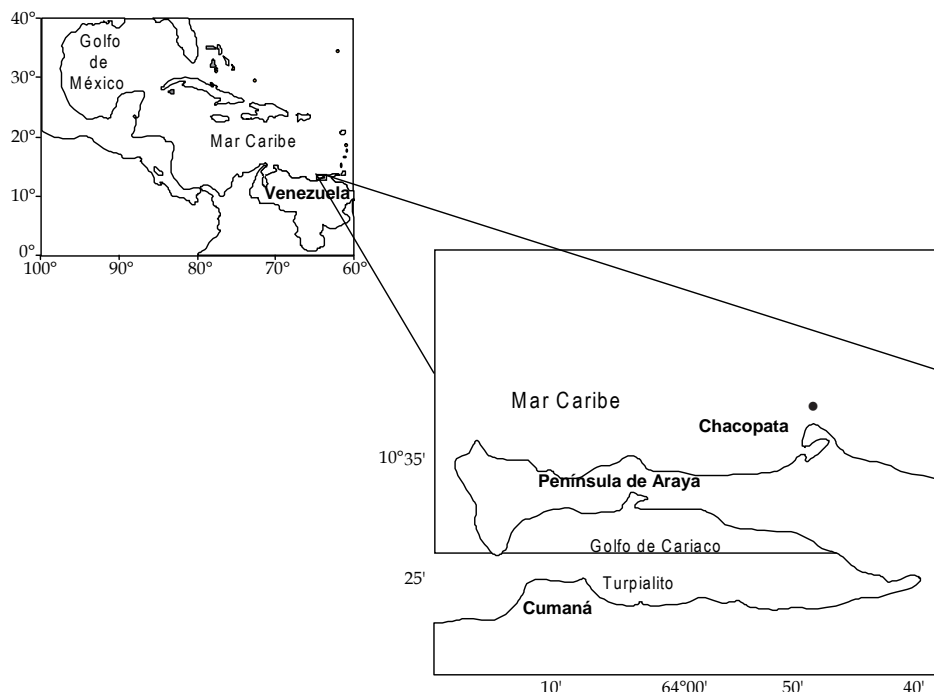 40°
Golfo
de
México
30°
20°
Mar Caribe
Venezuela
10°
0°
100°
90°
80°
70°
60°
Mar Caribe
Chacopata
10°35'
Península de Araya
Golfo de Cariaco
25'
Turpialito
Cumaná
10'
64°00'
50'
40'